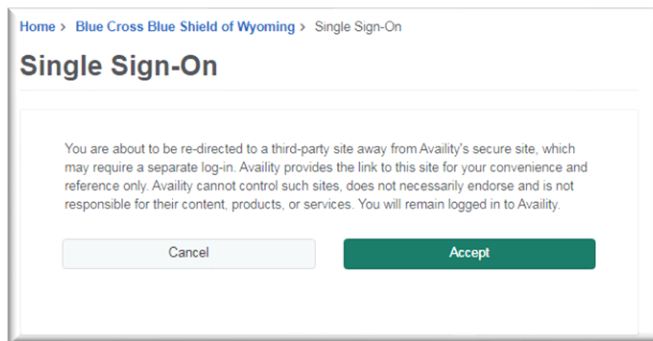 Home > Blue Cross Blue Shield of Wyoming > Single Sign-On
Single Sign-On
You are about to be re-directed to a third-party site away from Availity's secure site, which
may require a separate log-in. Availity provides the link to this site for your convenience and
reference only. Availity cannot control such sites, does not necessarily endorse and is not
responsible for their content, products, or services. You will remain logged in to Availity.
Cancel Accept